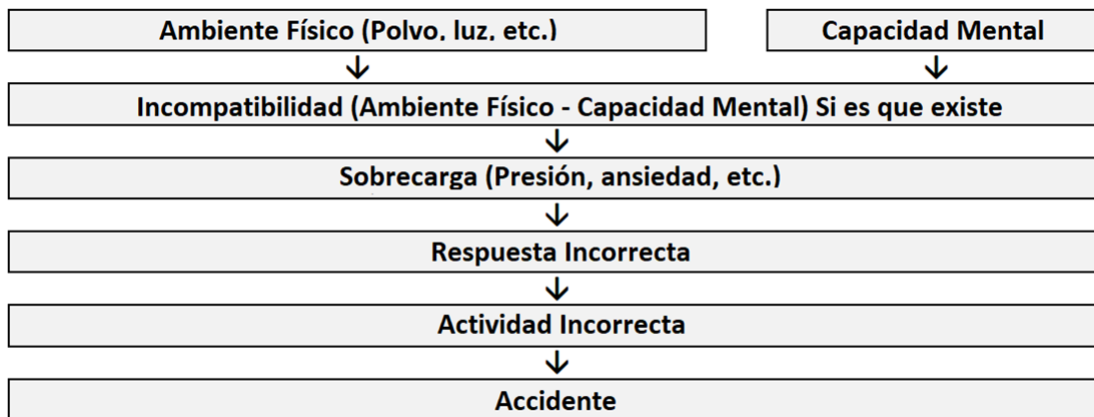 Ambiente Físico (Polvo, luz, etc.)
Capacidad Mental
Incompatibilidad (Ambiente Físico - Capacidad Mental) Si es que existe
Sobrecarga (Presión, ansiedad, etc.)
Respuesta Incorrecta
Actividad Incorrecta
Accidente